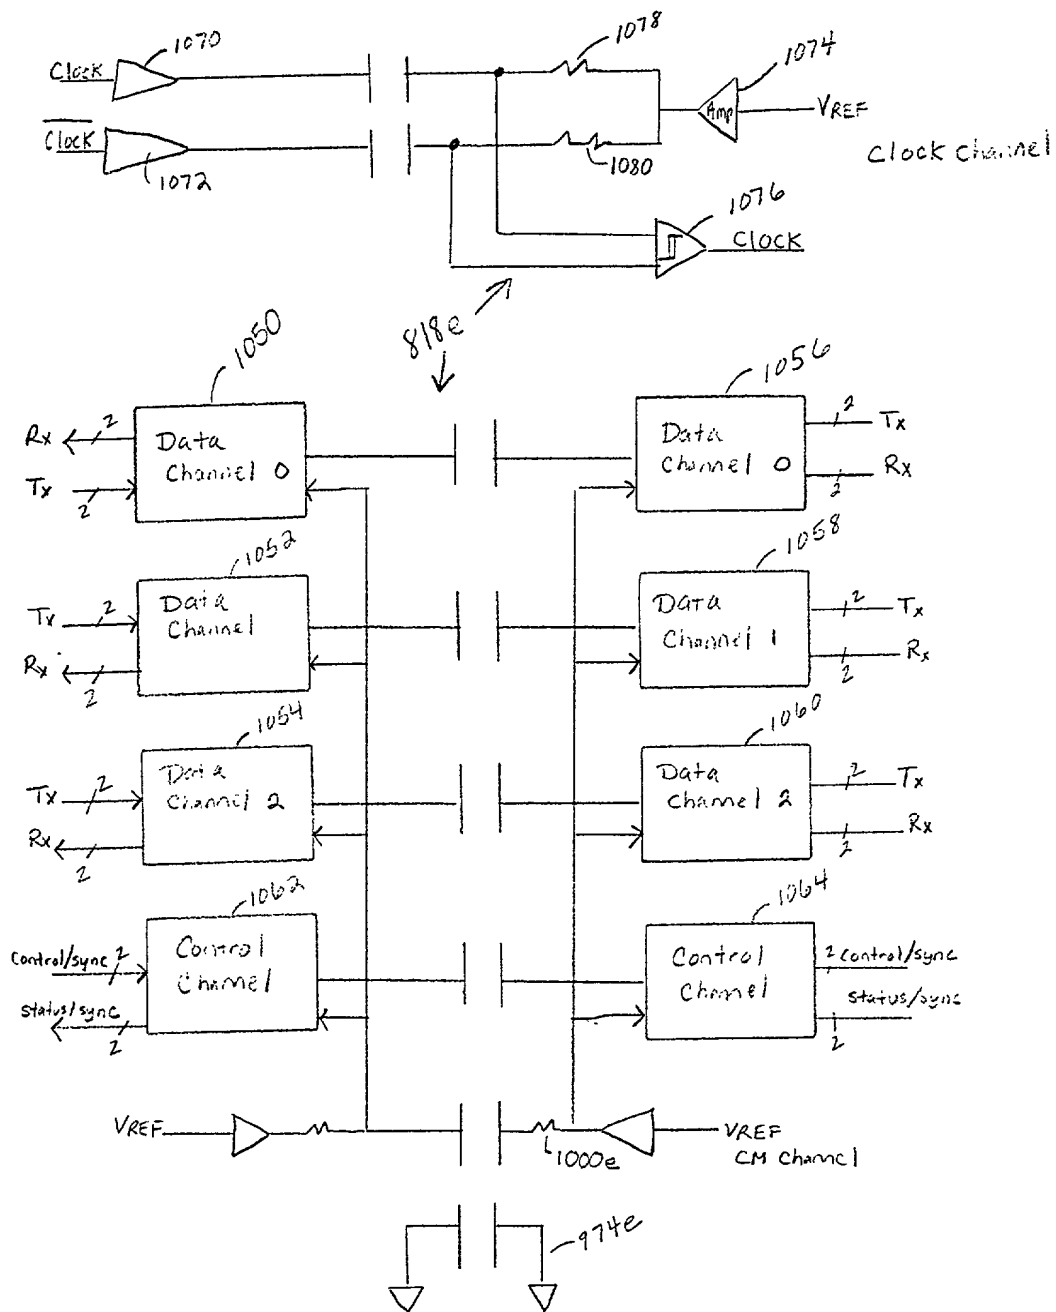 1070
1078
1074
Clock
Amp
VREF
Clock
1072
1080
Clock Channel
1076
CLOCK
818e
1050
1056
Rx
2
Data
Channel 0
Tx
2
Data
Channel 0
2
Tx
Rx
2
1052
1058
Tx
2
Data
Channel
Rx
2
Data
Channel 1
2
Tx
Rx
2
1054
1060
Tx
2
Data
Channel 2
Rx
2
Data
Channel 2
2
Tx
Rx
2
1062
1064
Control/sync
2
Control
Channel
Status/sync
2
Control
Channel
2
Control/sync
Status/sync
2
VREF
1000e
VREF
CM Channel
974e